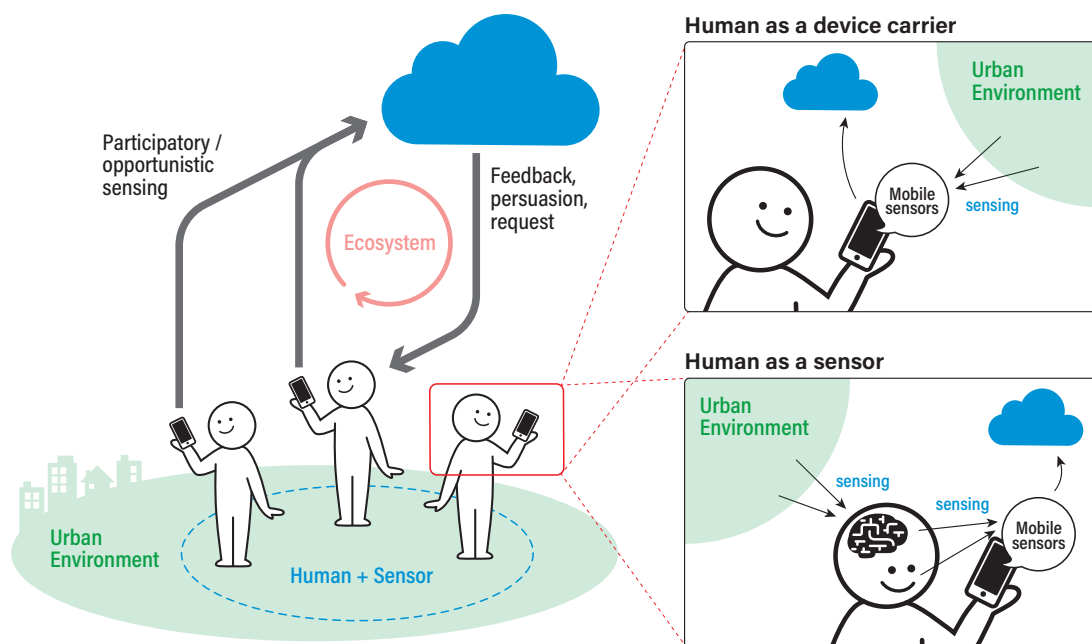 Participatory /
opportunistic
sensing
Feedback,
persuasion,
request
Ecosystem
Urban
Environment
Human + Sensor
Human as a device carrier
Urban
Environment
Mobile
sensors
sensing
Human as a sensor
Urban
Environment
sensing
sensing
Mobile
sensors